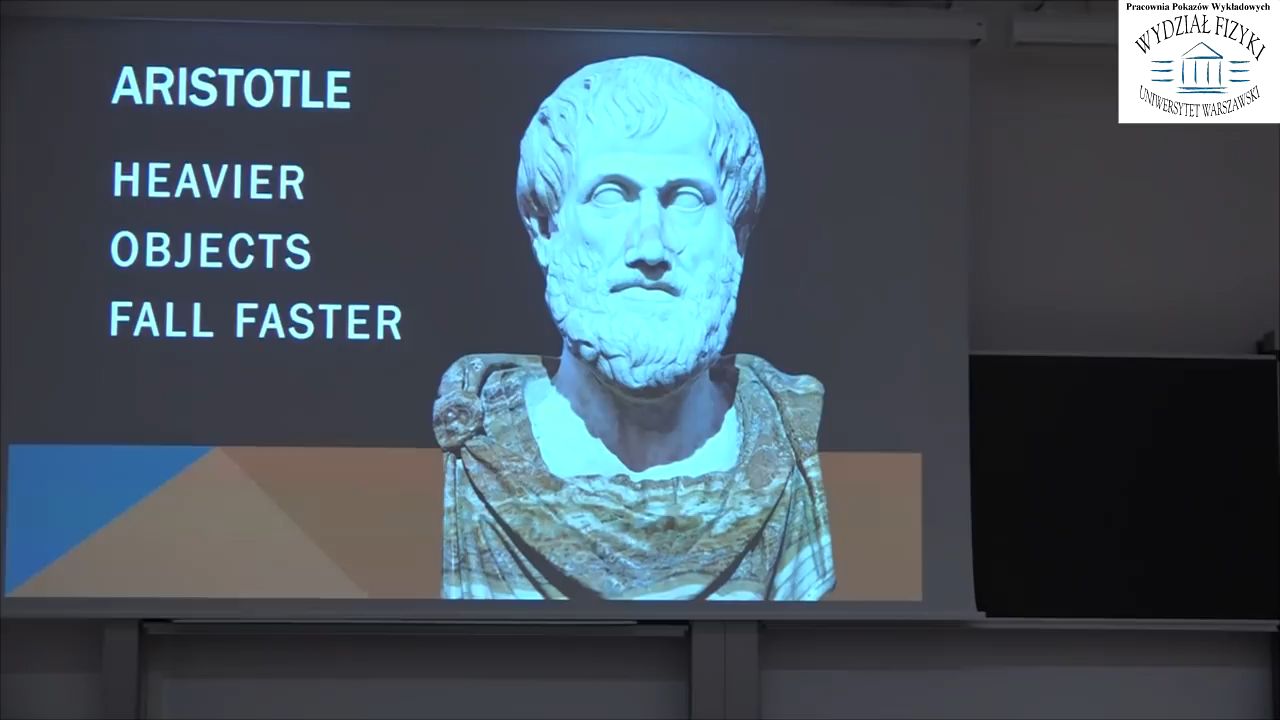 ARISTOTLE
HEAVIER
OBJECTS
FALL FASTER
Pracownia Pokazów Wykładowych
WYDZIAŁ FIZYKI
UNIWERSYTET WARSZAWSKI